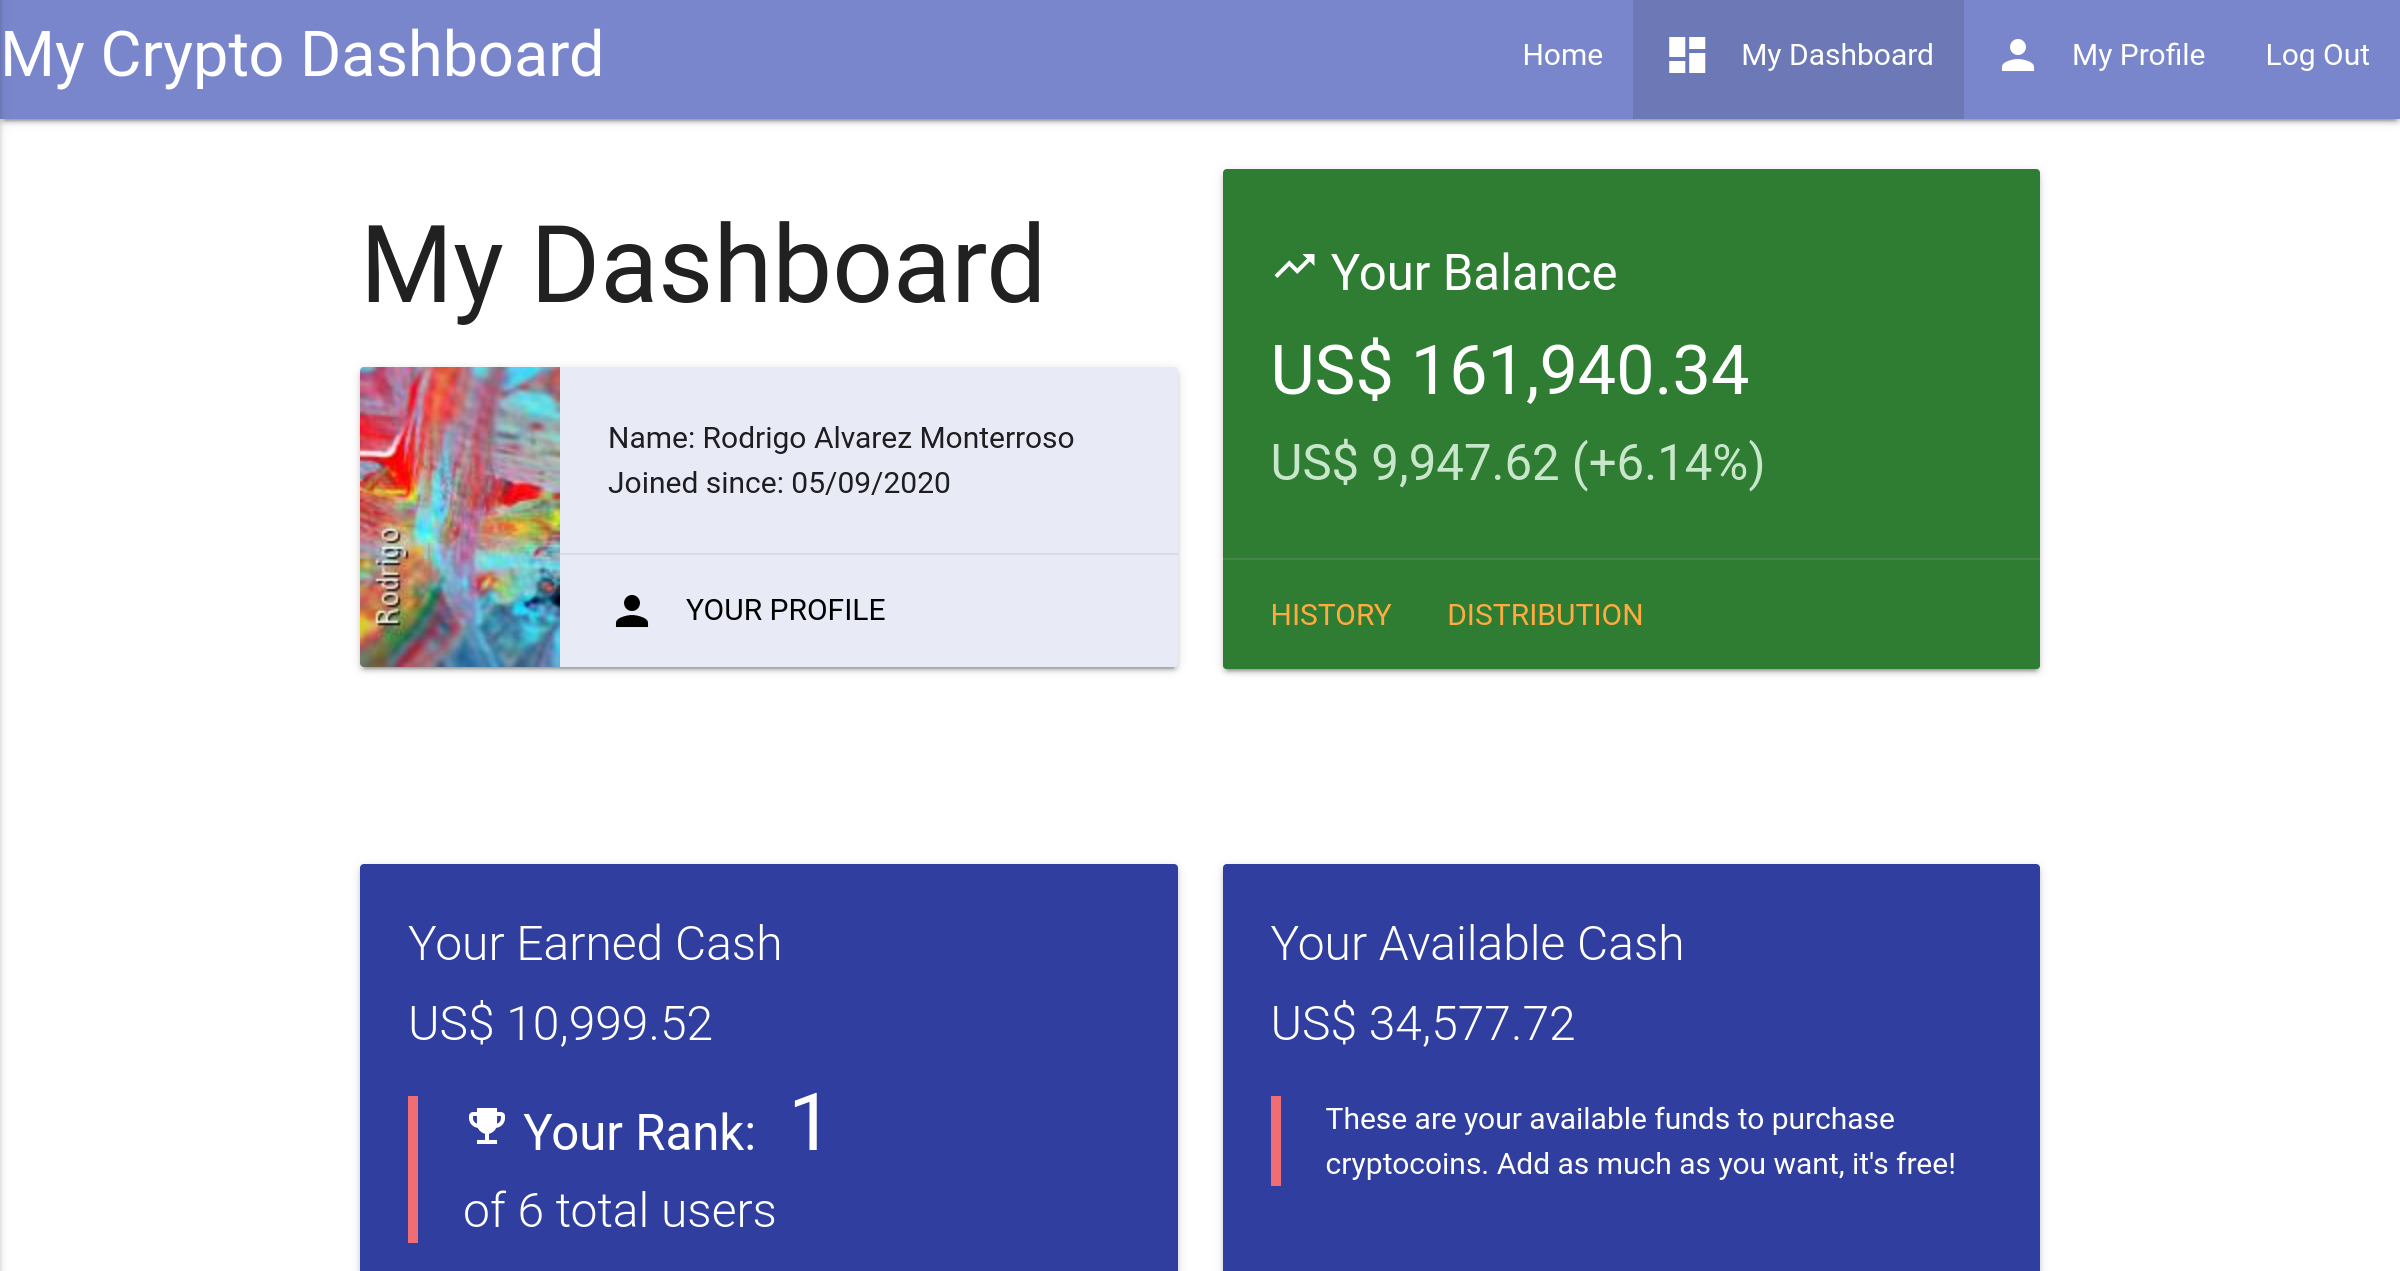 My Crypto Dashboard
Home
My Dashboard
My Profile
Log Out
My Dashboard
Rodrigo
Name: Rodrigo Alvarez Monterroso
Joined since: 05/09/2020
YOUR PROFILE
Your Balance
US$ 161,940.34
US$ 9,947.62 (+6.14%)
HISTORY
DISTRIBUTION
Your Earned Cash
US$ 10,999.52
Your Rank: 1
of 6 total users
Your Available Cash
US$ 34,577.72
These are your available funds to purchase
cryptocoins. Add as much as you want, it's free!